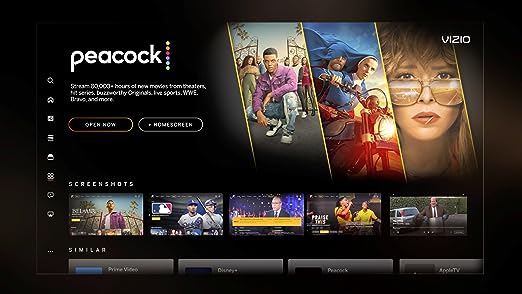 peacock
VIZIO
Stream 80,000+ hours of new movies from theaters,
hit series, buzzworthy Originals, live sports, WWE,
Bravo, and more.
OPEN NOW
+ HOMESCREEN
SCREENSHOTS
BEL-AIR
PRAISE
THIS
SIMILAR
Prime Video
Disney+
Peacock
AppleTV